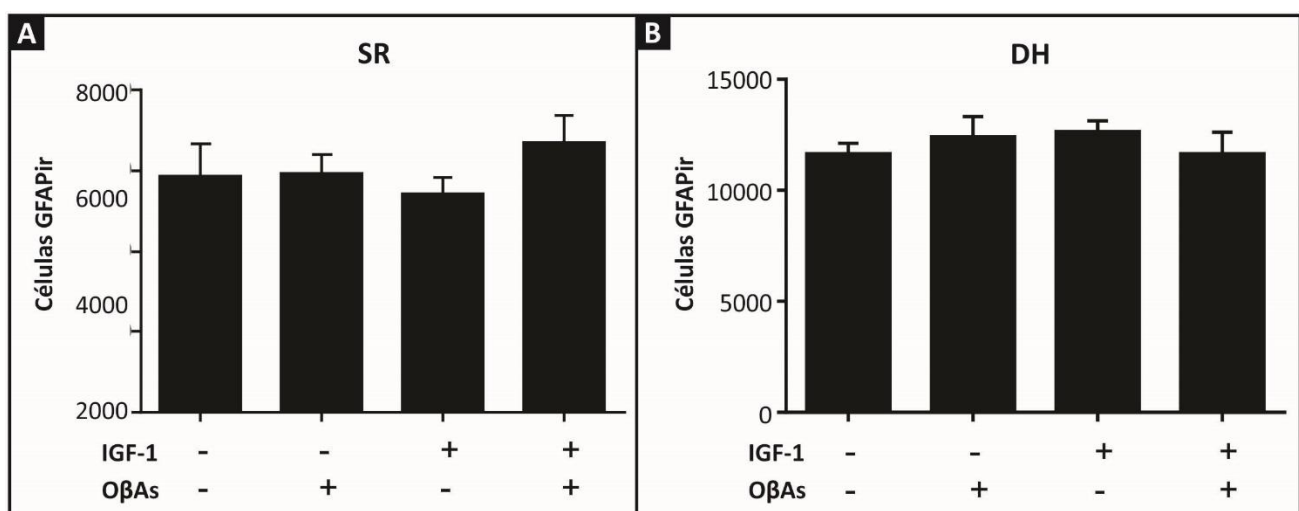 A
SR
Células GFAPir
8000
6000
4000
2000
IGF-1 - - + +
OβAs - + - +
B
DH
Células GFAPir
15000
10000
5000
0
IGF-1 - - + +
OβAs - + - +